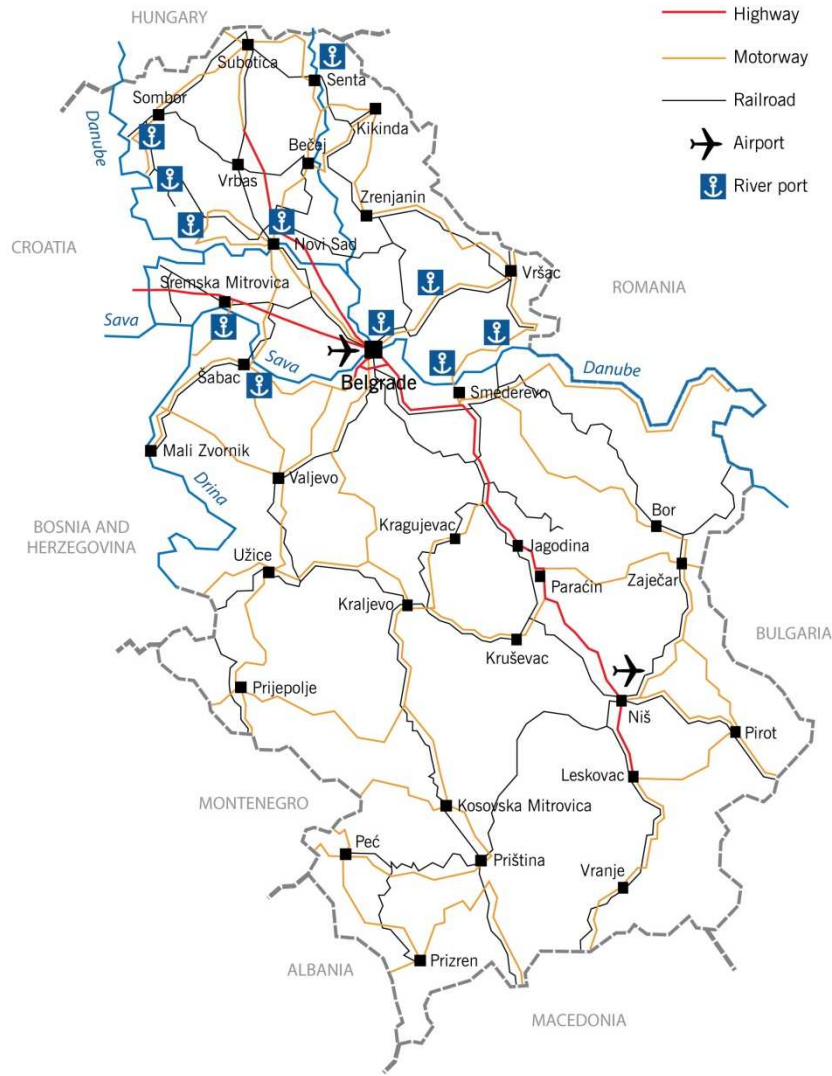 HUNGARY
Highway
Motorway
Railroad
Airport
River port
Subotica
Senta
Sombor
Kikinda
Danube
Bečej
Vrbas
Zrenjanin
CROATIA
Novi Sad
Vršac
ROMANIA
Sremska Mitrovica
Sava
Sava
Danube
Šabac
Belgrade
Smederevo
Mali Zvornik
Valjevo
Drina
BOSNIA AND
HERZEGOVINA
Kragujevac
Bor
Jagodina
Užice
Paraćin
Zaječar
Kraljevo
BULGARIA
Kruševac
Prijepolje
Niš
Pirot
Leskovac
MONTENEGRO
Kosovska Mitrovica
Peć
Priština
Vranje
ALBANIA
Prizren
MACEDONIA